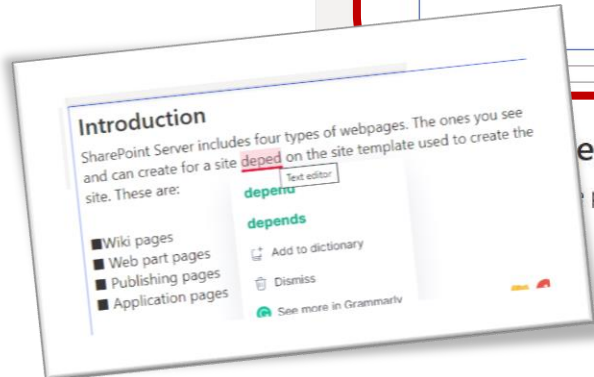 Introduction
SharePoint Server includes four types of webpages. The ones you see
and can create for a site deped on the site template used to create the
site. These are:
Text editor
depend
depends
■Wiki pages
■ Web part pages
■ Publishing pages
■ Application pages
Add to dictionary
Dismiss
See more in Grammarly